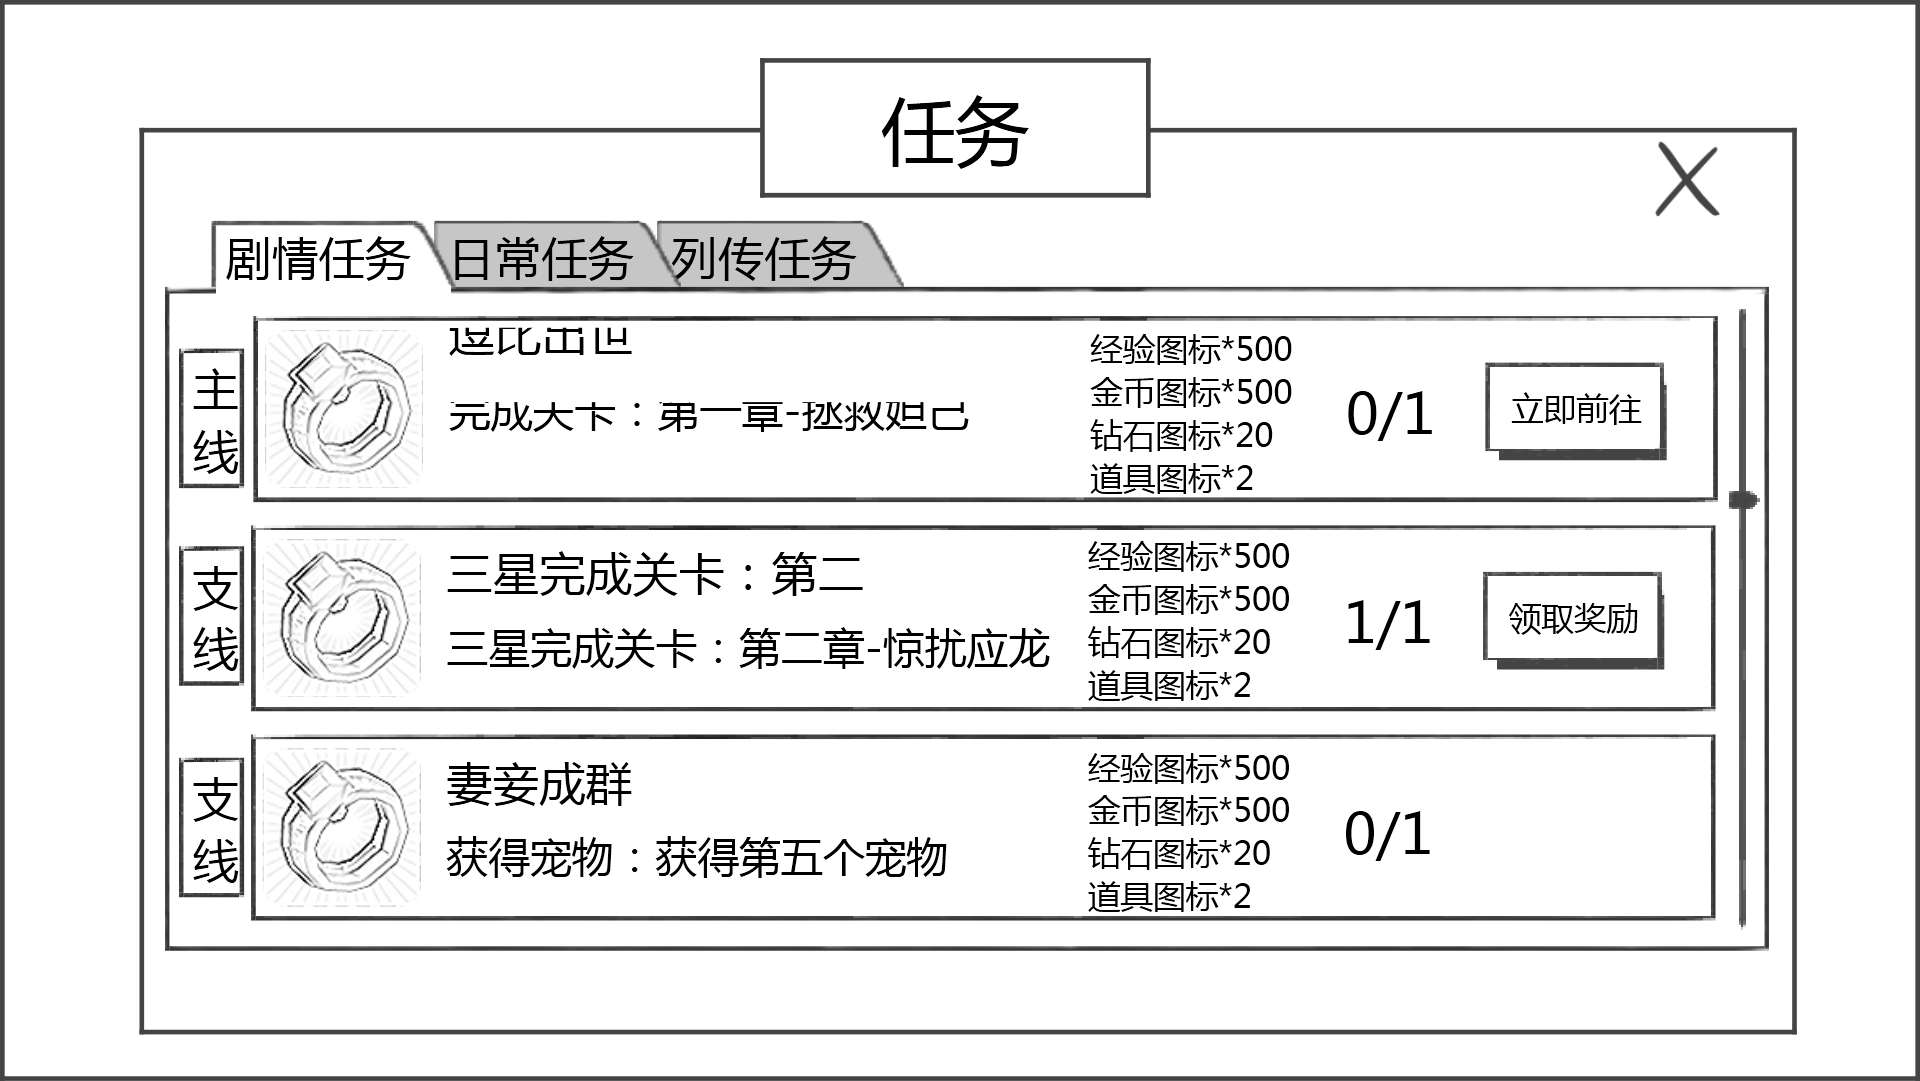 任务
剧情任务 日常任务 列传任务
主线
逗比出世
完成关卡：第一章-拯救妲己
经验图标*500
金币图标*500
钻石图标*20
道具图标*2
0/1
立即前往
支线
三星完成关卡：第二
三星完成关卡：第二章-惊扰应龙
经验图标*500
金币图标*500
钻石图标*20
道具图标*2
1/1
领取奖励
支线
妻妾成群
获得宠物：获得第五个宠物
经验图标*500
金币图标*500
钻石图标*20
道具图标*2
0/1